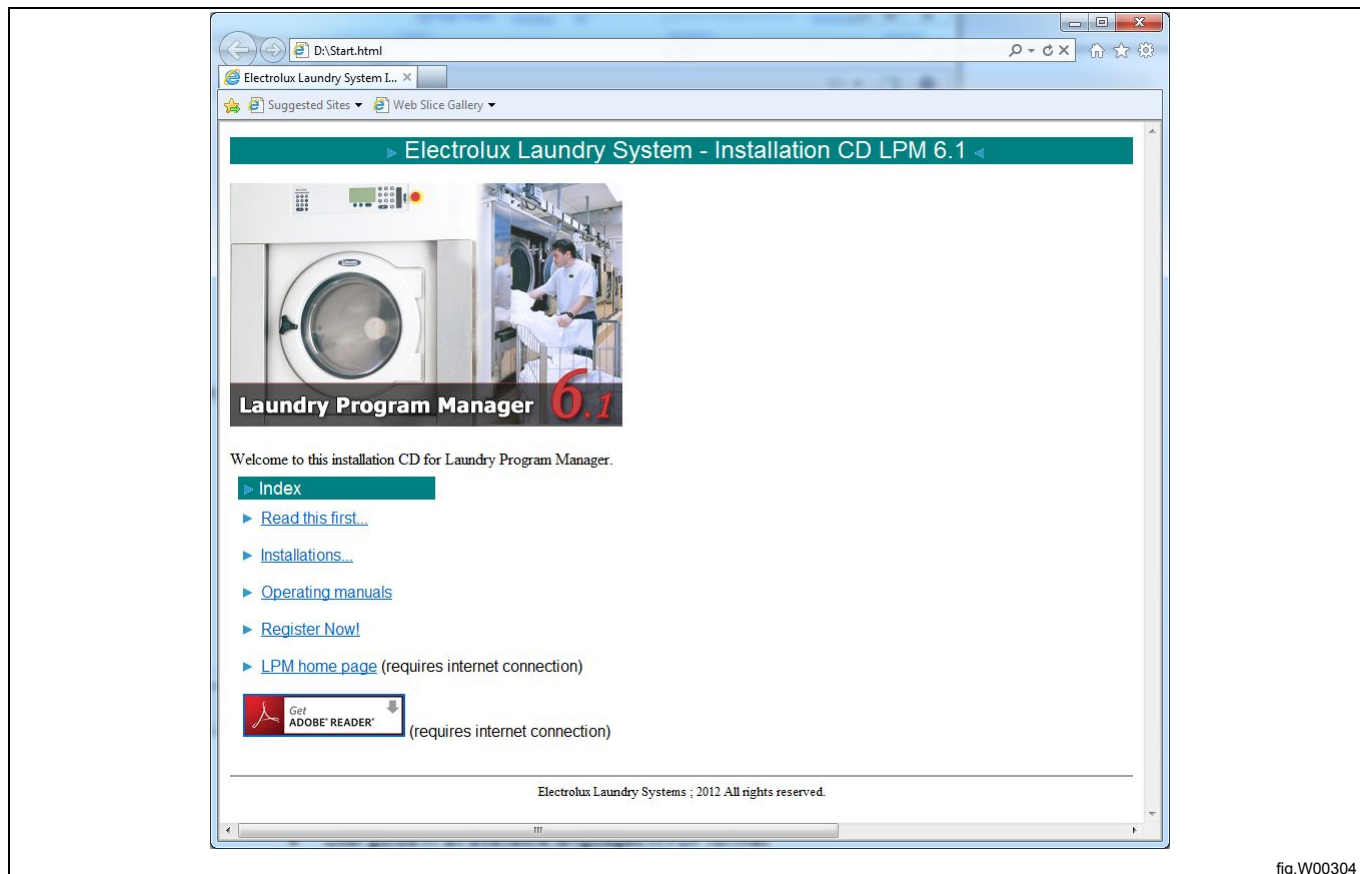 D:\Start.html
Electrolux Laundry System I...
Suggested Sites
Web Slice Gallery
Electrolux Laundry System - Installation CD LPM 6.1
Laundry Program Manager 6.1
Welcome to this installation CD for Laundry Program Manager.
Index
Read this first...
Installations...
Operating manuals
Register Now!
LPM home page (requires internet connection)
Get
ADOBE® READER®
(requires internet connection)
Electrolux Laundry Systems ; 2012 All rights reserved.
fig.W00304